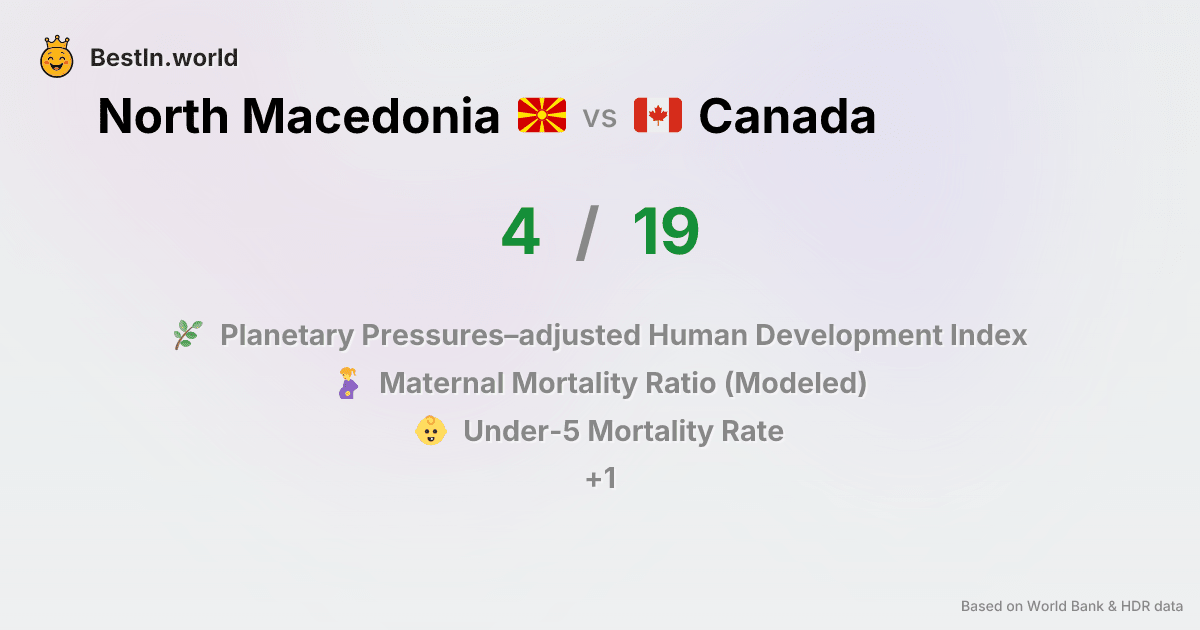 BestIn.world
North Macedonia vs Canada
4 / 19
Planetary Pressures–adjusted Human Development Index
Maternal Mortality Ratio (Modeled)
Under-5 Mortality Rate
+1
Based on World Bank & HDR data